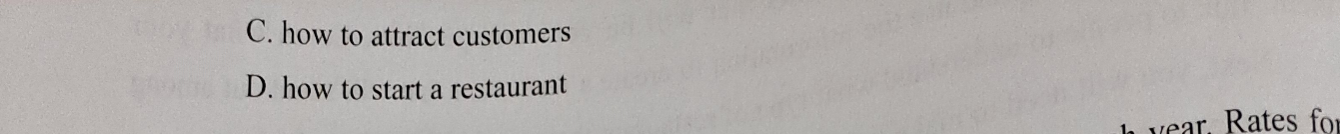 C. how to attract customers
D. how to start a restaurant
year. Rates for